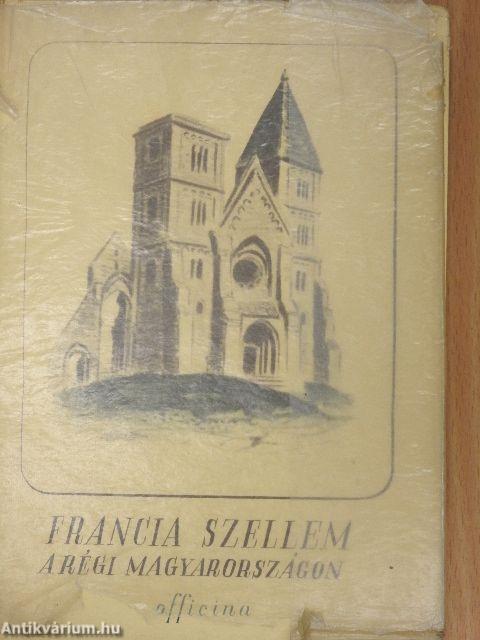 FRANCIA SZELLEM
A RÉGI MAGYARORSZÁGON
officina
Antikvárium.hu